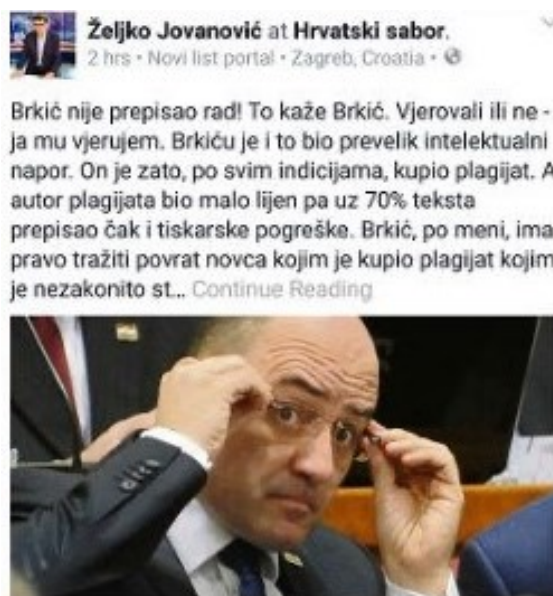 Željko Jovanović at Hrvatski sabor.
2 hrs · Novi list portal · Zagreb, Croatia ·
Brkić nije prepisao rad! To kaže Brkić. Vjerovali ili ne -
ja mu vjerujem. Brkiću je i to bio prevelik intelektualni
napor. On je zato, po svim indicijama, kupio plagijat. A
autor plagijata bio malo lijen pa uz 70% teksta
prepisao čak i tiskarske pogreške. Brkić, po meni, ima
pravo tražiti povrat novca kojim je kupio plagijat kojim
je nezakonito st... Continue Reading